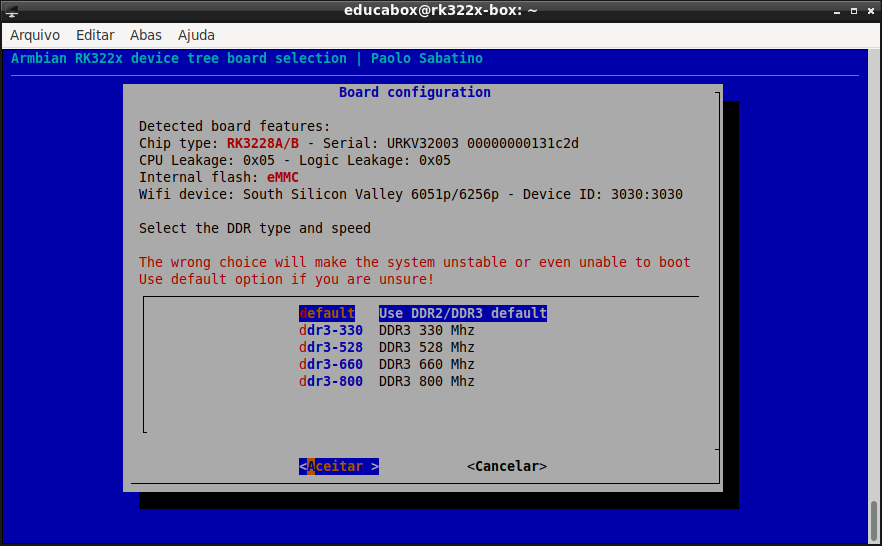 educabox@rk322x-box: ~
Arquivo Editar Abas Ajuda
Armbian RK322x device tree board selection | Paolo Sabatino
Board configuration
Detected board features:
Chip type: RK3228A/B - Serial: URKV32003 00000000131c2d
CPU Leakage: 0x05 - Logic Leakage: 0x05
Internal flash: eMMC
Wifi device: South Silicon Valley 6051p/6256p - Device ID: 3030:3030
Select the DDR type and speed
The wrong choice will make the system unstable or even unable to boot
Use default option if you are unsure!
default Use DDR2/DDR3 default
ddr3-330 DDR3 330 Mhz
ddr3-528 DDR3 528 Mhz
ddr3-660 DDR3 660 Mhz
ddr3-800 DDR3 800 Mhz
<Aceitar > <Cancelar>